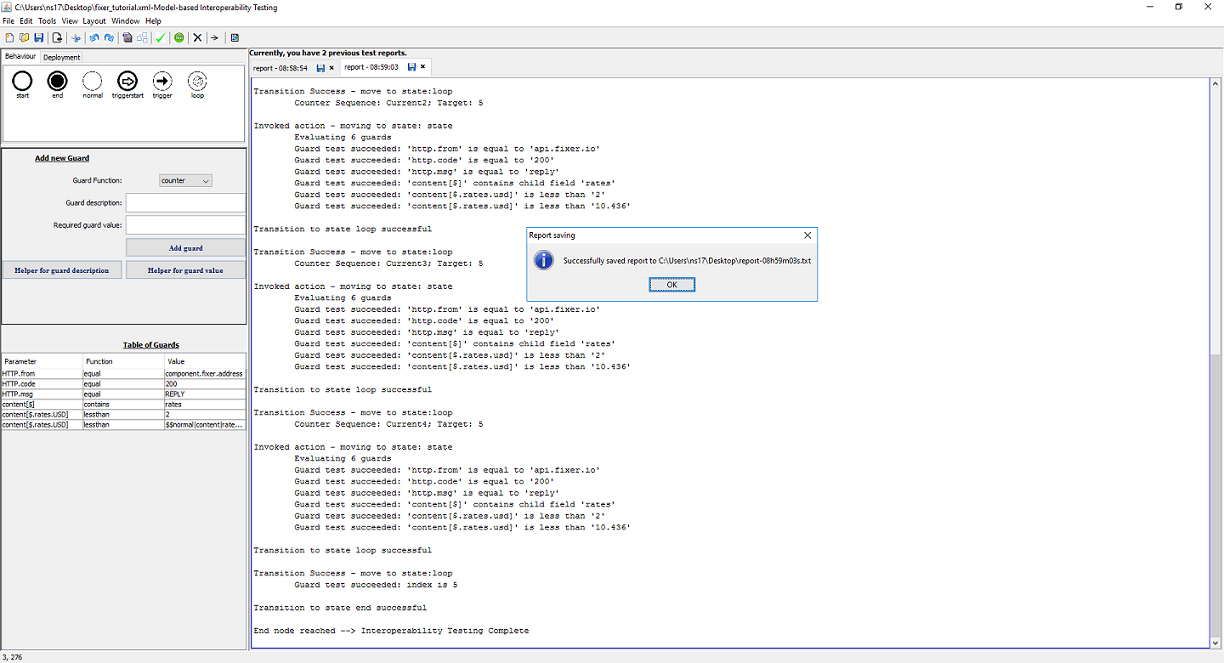 C:\Users\ns17\Desktop\fixer_tutorial.xml-Model-based Interoperability Testing
File Edit Tools View Layout Window Help
Behaviour Deployment
start end normal triggerstart trigger loop
Add new Guard
Guard Function: counter
Guard description:
Required guard value:
Add guard
Helper for guard description Helper for guard value
Table of Guards
Parameter Function Value
HTTP.from equal component.fixer.address
HTTP.code equal 200
HTTP.msg equal REPLY
content[$] contains rates
content[$.rates.USD] lessthan 2
content[$.rates.USD] lessthan $$normal|content|rate...
Currently, you have 2 previous test reports.
report - 08:58:54 report - 08:59:03
Transition Success - move to state:loop
Counter Sequence: Current2; Target: 5
Invoked action - moving to state: state
Evaluating 6 guards
Guard test succeeded: 'http.from' is equal to 'api.fixer.io'
Guard test succeeded: 'http.code' is equal to '200'
Guard test succeeded: 'http.msg' is equal to 'reply'
Guard test succeeded: 'content[$]' contains child field 'rates'
Guard test succeeded: 'content[$.rates.usd]' is less than '2'
Guard test succeeded: 'content[$.rates.usd]' is less than '10.436'
Transition to state loop successful
Transition Success - move to state:loop
Counter Sequence: Current3; Target: 5
Invoked action - moving to state: state
Evaluating 6 guards
Guard test succeeded: 'http.from' is equal to 'api.fixer.io'
Guard test succeeded: 'http.code' is equal to '200'
Guard test succeeded: 'http.msg' is equal to 'reply'
Guard test succeeded: 'content[$]' contains child field 'rates'
Guard test succeeded: 'content[$.rates.usd]' is less than '2'
Guard test succeeded: 'content[$.rates.usd]' is less than '10.436'
Transition to state loop successful
Transition Success - move to state:loop
Counter Sequence: Current4; Target: 5
Invoked action - moving to state: state
Evaluating 6 guards
Guard test succeeded: 'http.from' is equal to 'api.fixer.io'
Guard test succeeded: 'http.code' is equal to '200'
Guard test succeeded: 'http.msg' is equal to 'reply'
Guard test succeeded: 'content[$]' contains child field 'rates'
Guard test succeeded: 'content[$.rates.usd]' is less than '2'
Guard test succeeded: 'content[$.rates.usd]' is less than '10.436'
Transition to state loop successful
Transition Success - move to state:loop
Guard test succeeded: index is 5
Transition to state end successful
End node reached --> Interoperability Testing Complete
Report saving
Successfully saved report to C:\Users\ns17\Desktop\report-08h59m03s.txt
OK
3, 276